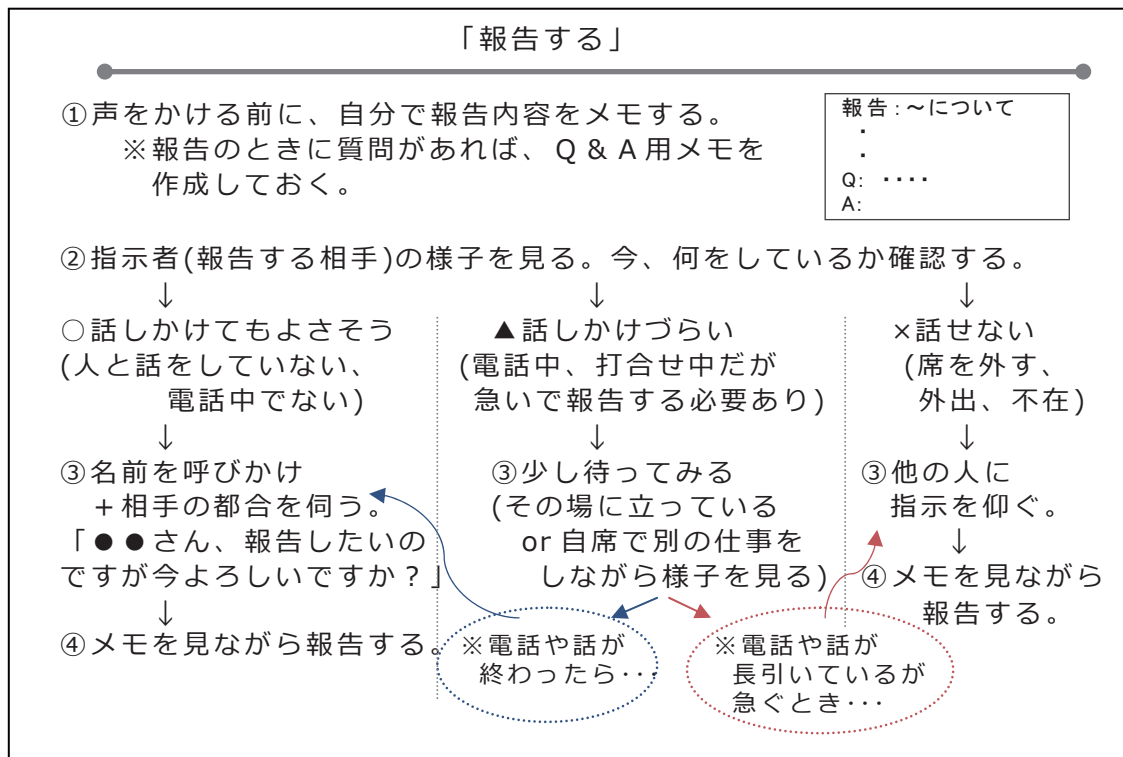 「報告する」
①声をかける前に、自分で報告内容をメモする。
※報告のときに質問があれば、Q&A用メモを
作成しておく。
報告:~について
・
・
Q: ・・・・
A:
②指示者(報告する相手)の様子を見る。今、何をしているか確認する。
↓
○話しかけてもよさそう
(人と話をしていない、
電話中でない)
↓
③名前を呼びかけ
+相手の都合を伺う。
「●●さん、報告したいの
ですが今よろしいですか?」
↓
④メモを見ながら報告する。
↓
▲話しかけづらい
(電話中、打合せ中だが
急いで報告する必要あり)
↓
③少し待ってみる
(その場に立っている
or自席で別の仕事を
しながら様子を見る)
※電話や話が
終わったら・・・
※電話や話が
長引いているが
急ぐとき・・・
↓
×話せない
(席を外す、
外出、不在)
↓
③他の人に
指示を仰ぐ。
↓
④メモを見ながら
報告する。